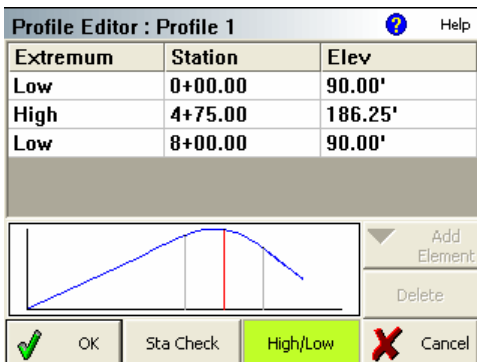 Profile Editor : Profile 1 Help
Extremum Station Elev
Low 0+00.00 90.00'
High 4+75.00 186.25'
Low 8+00.00 90.00'
Add
Element
Delete
OK Sta Check High/Low Cancel